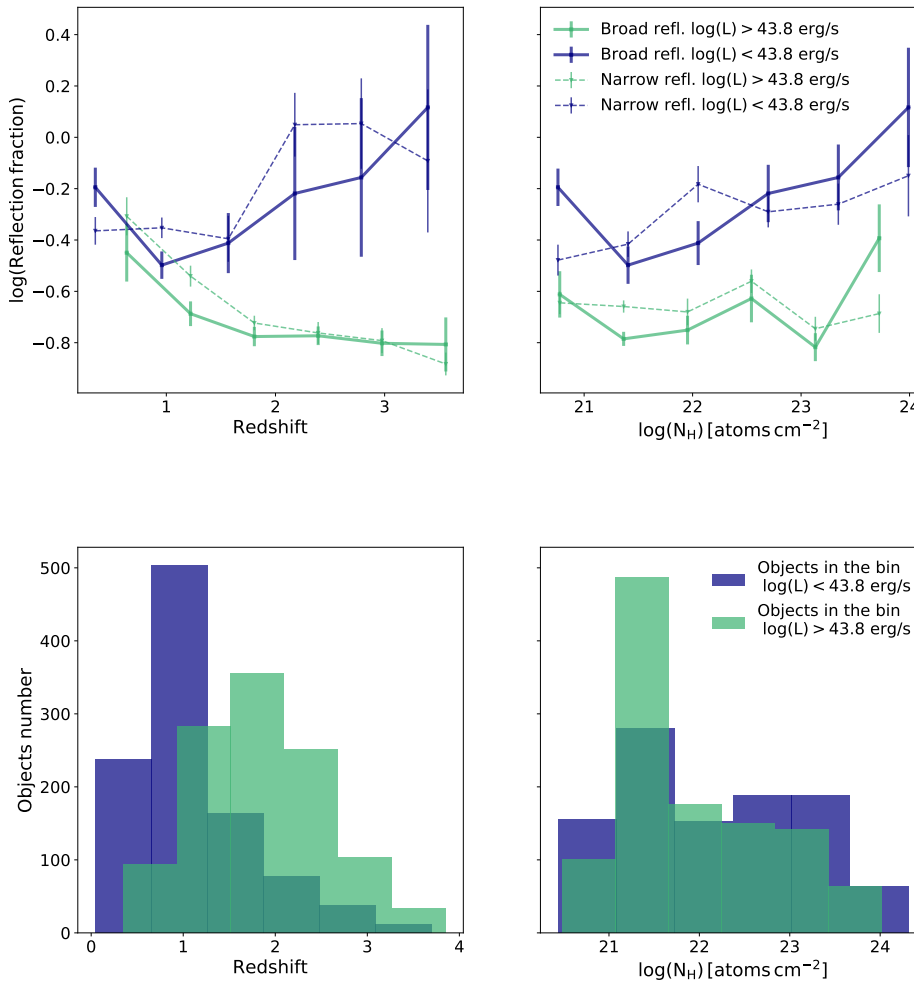 0.4
0.2
0.0
−0.2
−0.4
−0.6
−0.8
log(Reflection fraction)
1
2
3
Redshift
Broad refl. log(L) > 43.8 erg/s
Broad refl. log(L) < 43.8 erg/s
Narrow refl. log(L) > 43.8 erg/s
Narrow refl. log(L) < 43.8 erg/s
21
22
23
24
log(N_H) [atoms cm⁻²]
500
400
300
200
100
0
Objects number
0
1
2
3
4
Redshift
Objects in the bin
log(L) < 43.8 erg/s
Objects in the bin
log(L) > 43.8 erg/s
21
22
23
24
log(N_H) [atoms cm⁻²]